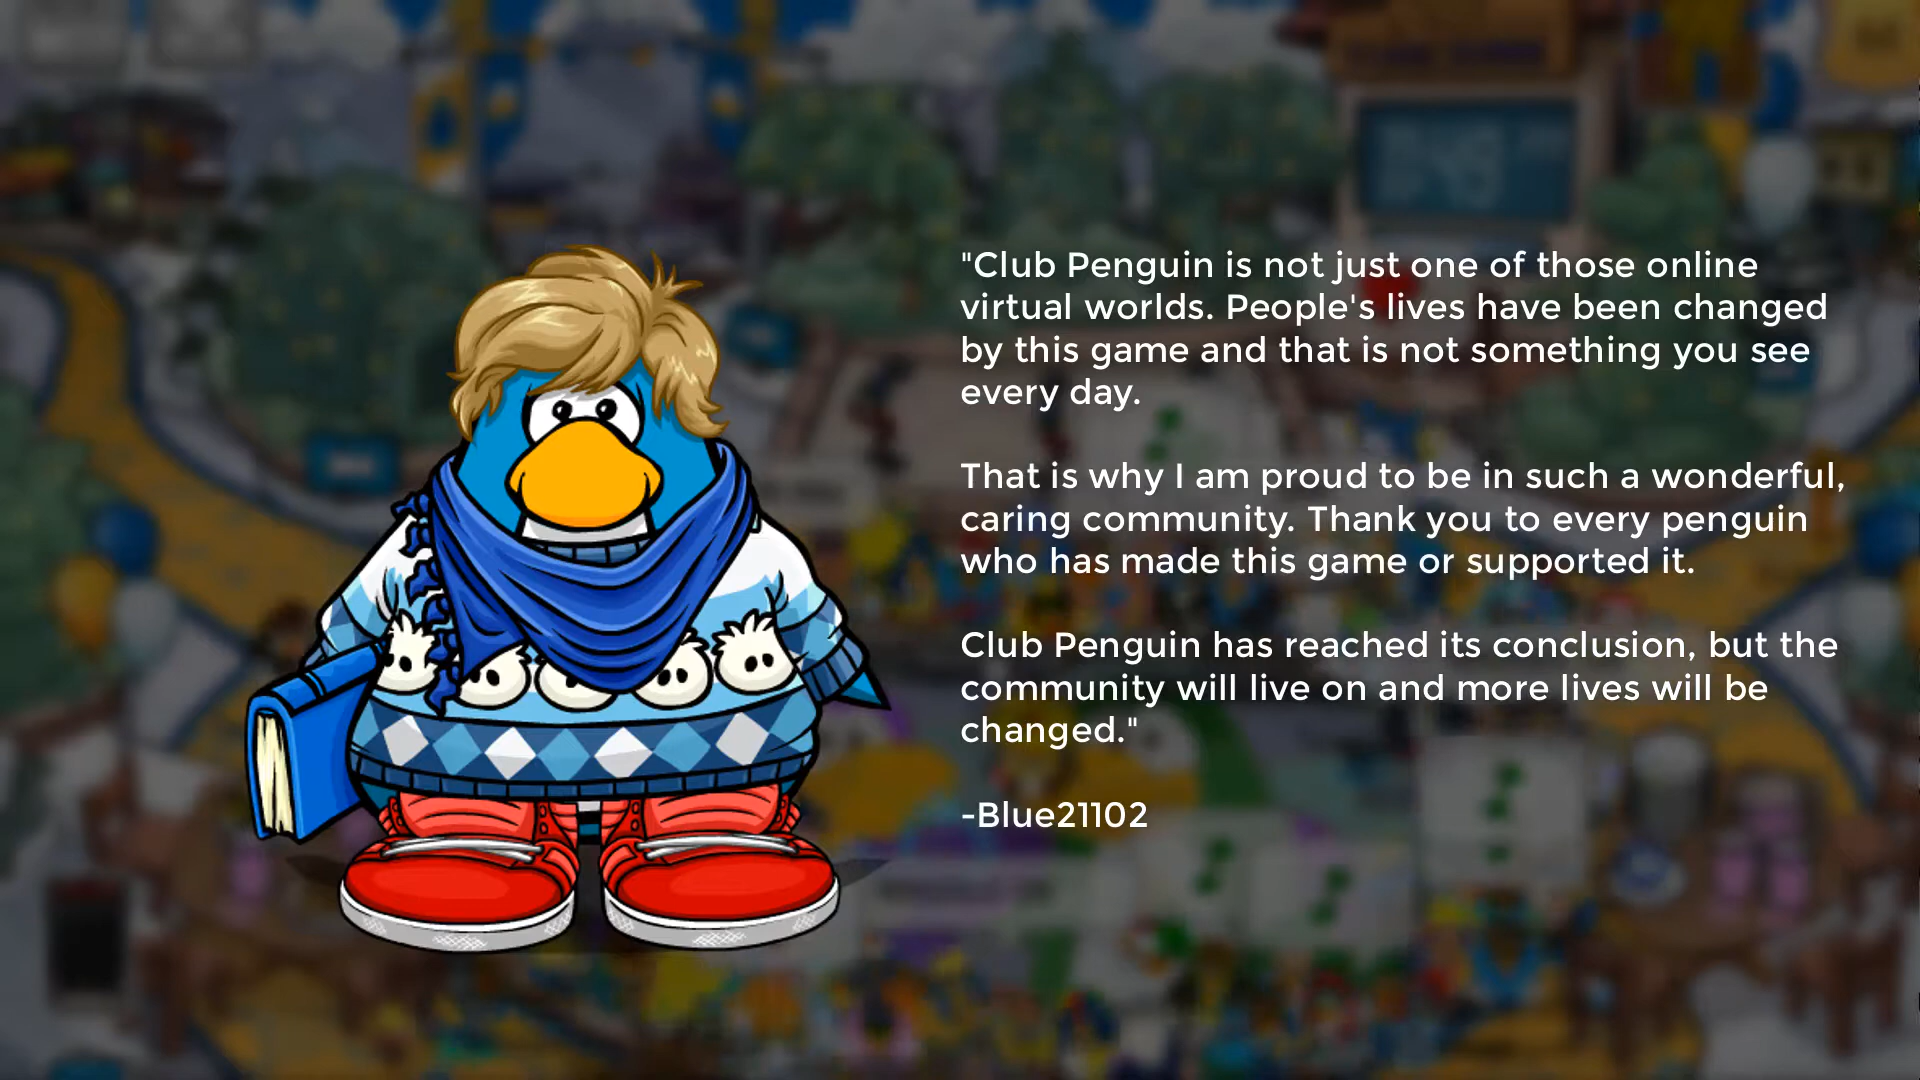 "Club Penguin is not just one of those online
virtual worlds. People's lives have been changed
by this game and that is not something you see
every day.
That is why I am proud to be in such a wonderful,
caring community. Thank you to every penguin
who has made this game or supported it.
Club Penguin has reached its conclusion, but the
community will live on and more lives will be
changed."
-Blue21102